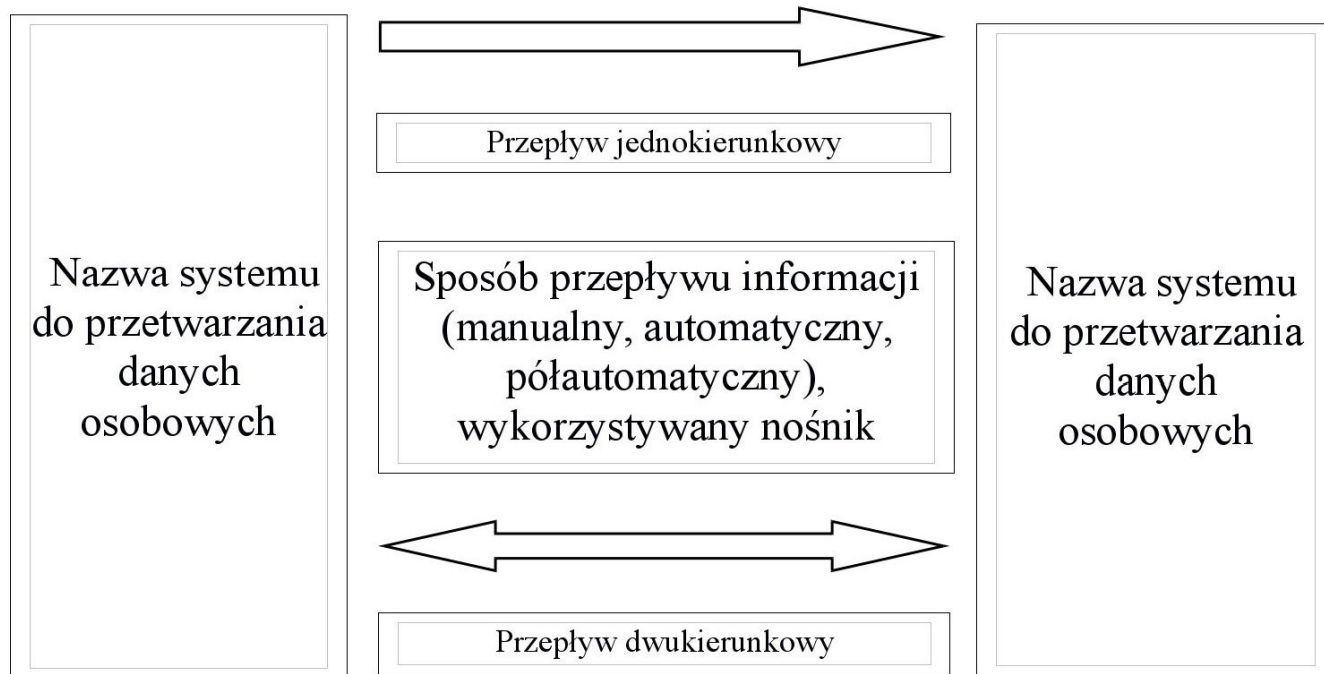 Nazwa systemu
do przetwarzania
danych
osobowych
Przepływ jednokierunkowy
Sposób przepływu informacji
(manualny, automatyczny,
półautomatyczny),
wykorzystywany nośnik
Przepływ dwukierunkowy
Nazwa systemu
do przetwarzania
danych
osobowych